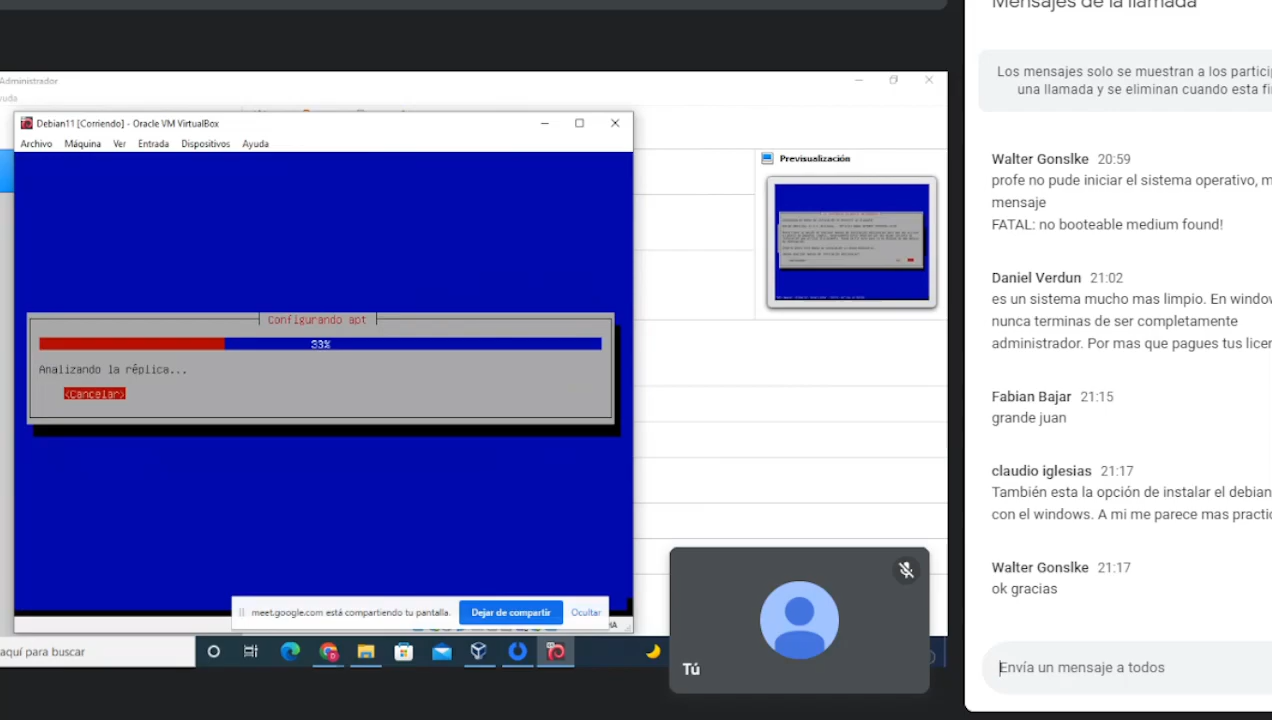 Mensajes de la llamada
Administrador
yuda
Debian11 [Corriendo] - Oracle VM VirtualBox
Archivo Máquina Ver Entrada Dispositivos Ayuda
Previsualización
Configurando apt
33%
Analizando la réplica...
<Cancelar>
meet.google.com está compartiendo tu pantalla.
Dejar de compartir
Ocultar
aquí para buscar
Tú
Los mensajes solo se muestran a los partici
una llamada y se eliminan cuando esta fi
Walter Gonslke 20:59
profe no pude iniciar el sistema operativo, m
mensaje
FATAL: no booteable medium found!
Daniel Verdun 21:02
es un sistema mucho mas limpio. En window
nunca terminas de ser completamente
administrador. Por mas que pagues tus licen
Fabian Bajar 21:15
grande juan
claudio iglesias 21:17
También esta la opción de instalar el debian
con el windows. A mi me parece mas practic
Walter Gonslke 21:17
ok gracias
Envía un mensaje a todos